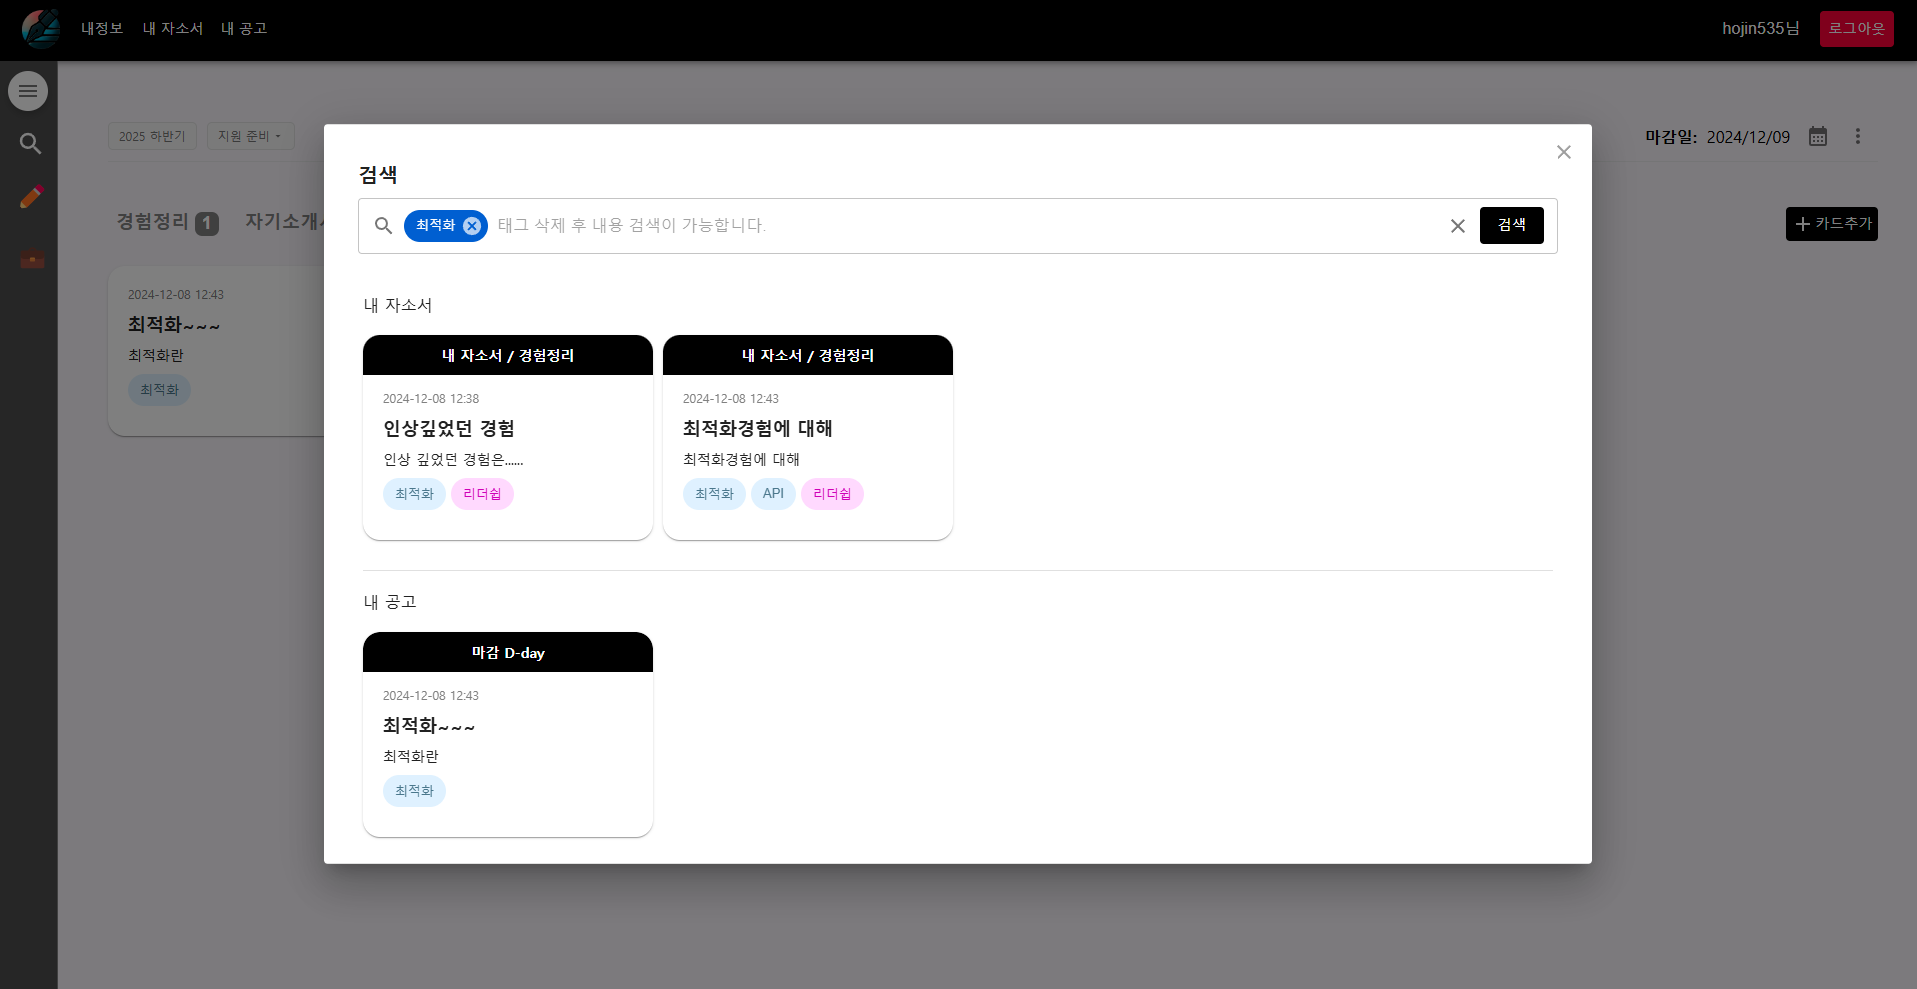 내정보 내 자소서 내 공고 hojin535님 로그아웃
2025 하반기 지원 준비 마감일: 2024/12/09
경험정리 1 자기소개 카드추가
2024-12-08 12:43
최적화~~~
최적화란
최적화
검색
최적화 태그 삭제 후 내용 검색이 가능합니다. 검색
내 자소서
내 자소서 / 경험정리
2024-12-08 12:38
인상깊었던 경험
인상 깊었던 경험은......
최적화 리더쉽
내 자소서 / 경험정리
2024-12-08 12:43
최적화경험에 대해
최적화경험에 대해
최적화 API 리더쉽
내 공고
마감 D-day
2024-12-08 12:43
최적화~~~
최적화란
최적화